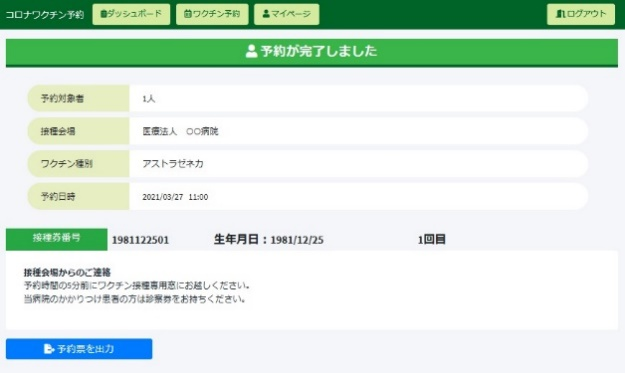 コロナワクチン予約 ダッシュボード ワクチン予約 マイページ ログアウト
予約が完了しました
予約対象者 1人
接種会場 医療法人 ○○病院
ワクチン種別 アストラゼネカ
予約日時 2021/03/27 11:00
接種券番号 1981122501 生年月日：1981/12/25 1回目
接種会場からのご連絡
予約時間の5分前にワクチン接種専用窓にお越しください。
当病院のかかりつけ患者の方は診察券をお持ちください。
予約票を出力